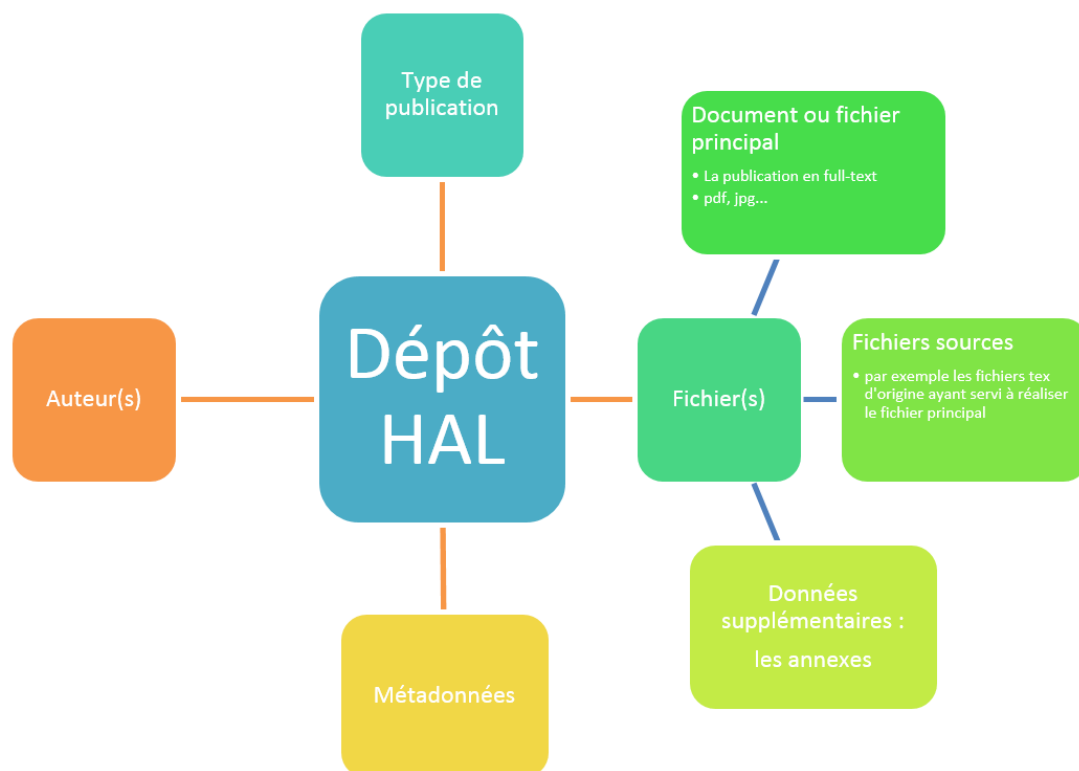 Type de
publication
Document ou fichier
principal
• La publication en full-text
• pdf, jpg...
Auteur(s)
Dépôt
HAL
Fichier(s)
Fichiers sources
• par exemple les fichiers tex
d'origine ayant servi à réaliser
le fichier principal
Métadonnées
Données
supplémentaires :
les annexes